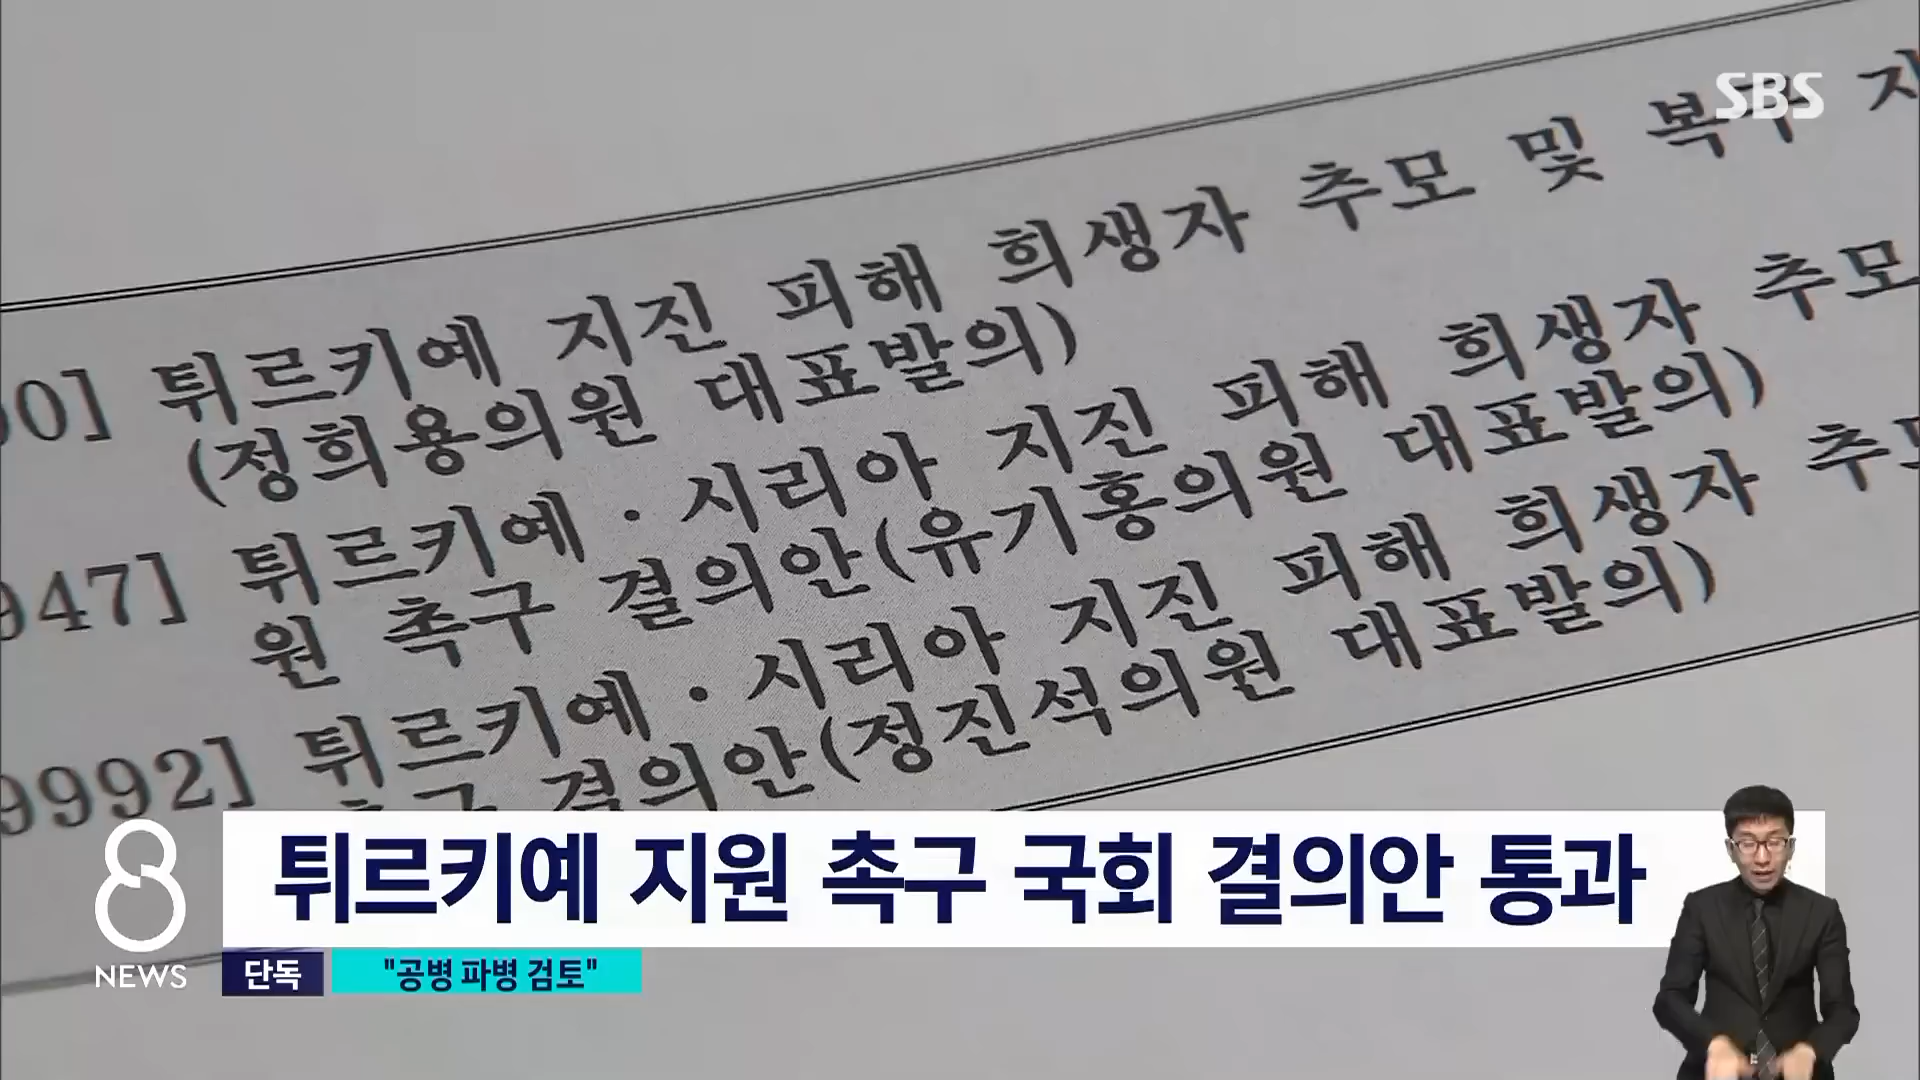 SBS
튀르키예 지진 피해 희생자 추모 및 복구
(정희용의원 대표발의)
947] 튀르키예·시리아 지진 피해 희생자 추모
원 촉구 결의안(유기홍의원 대표발의)
9992] 튀르키예·시리아 지진 피해 희생자 추모
결의안(정진석의원 대표발의)
8 NEWS
튀르키예 지원 촉구 국회 결의안 통과
단독 "공병 파병 검토"